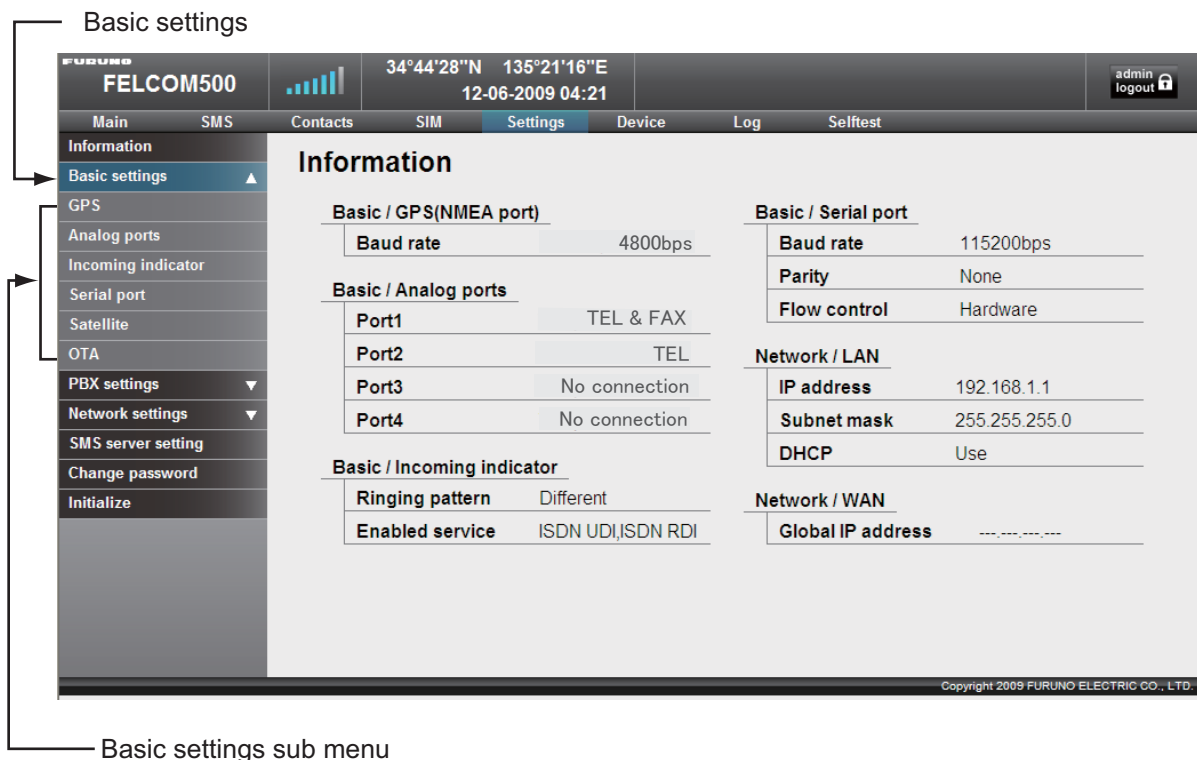 Basic settings
FURUNO
FELCOM500
34°44'28"N 135°21'16"E
12-06-2009 04:21
admin
logout
Main SMS Contacts SIM Settings Device Log Selftest
Information
Basic settings
GPS
Analog ports
Incoming indicator
Serial port
Satellite
OTA
PBX settings
Network settings
SMS server setting
Change password
Initialize
Information
Basic / GPS(NMEA port)
Baud rate 4800bps
Basic / Analog ports
Port1 TEL & FAX
Port2 TEL
Port3 No connection
Port4 No connection
Basic / Incoming indicator
Ringing pattern Different
Enabled service ISDN UDI,ISDN RDI
Basic / Serial port
Baud rate 115200bps
Parity None
Flow control Hardware
Network / LAN
IP address 192.168.1.1
Subnet mask 255.255.255.0
DHCP Use
Network / WAN
Global IP address ---.---.---.---
Copyright 2009 FURUNO ELECTRIC CO., LTD.
Basic settings sub menu